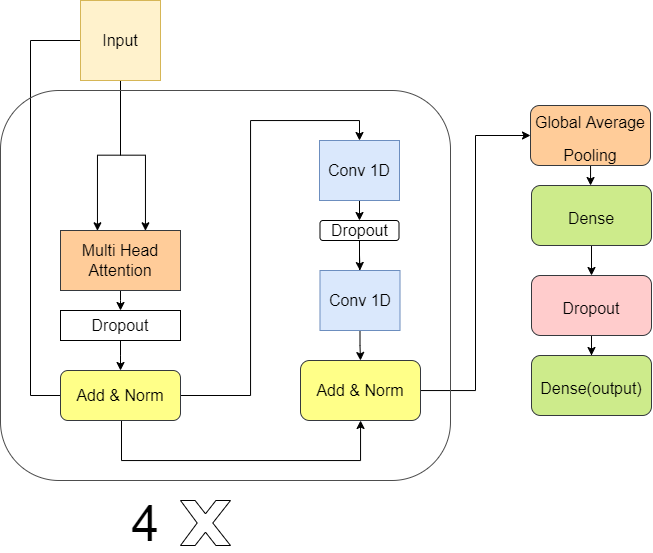 Input
Multi Head
Attention
Dropout
Add & Norm
Conv 1D
Dropout
Conv 1D
Add & Norm
4 X
Global Average
Pooling
Dense
Dropout
Dense(output)